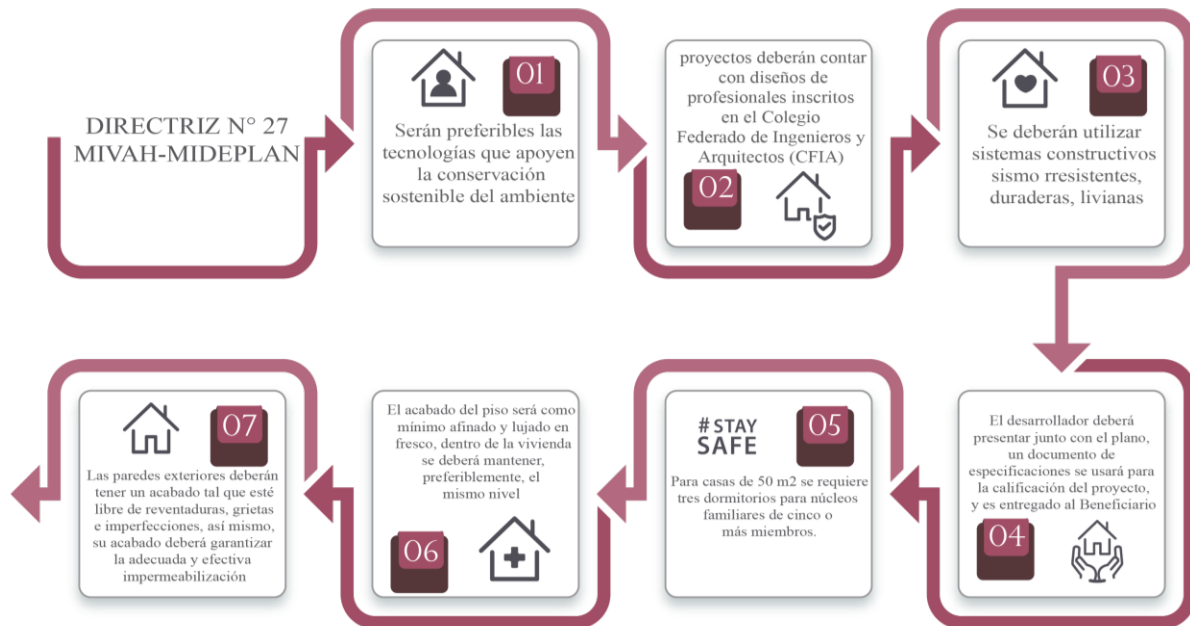 DIRECTRIZ N° 27
MIVAH-MIDEPLAN
01
Serán preferibles las
tecnologías que apoyen
la conservación
sostenible del ambiente
proyectos deberán contar
con diseños de
profesionales inscritos
en el Colegio
Federado de Ingenieros y
Arquitectos (CFIA)
02
03
Se deberán utilizar
sistemas constructivos
sismo rresistentes,
duraderas, livianas
El desarrollador deberá
presentar junto con el plano,
un documento de
especificaciones se usará para
la calificación del proyecto,
y es entregado al Beneficiario
04
# STAY
SAFE
05
Para casas de 50 m2 se requiere
tres dormitorios para núcleos
familiares de cinco o
más miembros.
El acabado del piso será como
mínimo afinado y lujado en
fresco, dentro de la vivienda
se deberá mantener,
preferiblemente, el
mismo nivel
06
07
Las paredes exteriores deberán
tener un acabado tal que esté
libre de reventaduras, grietas
e imperfecciones, así mismo,
su acabado deberá garantizar
la adecuada y efectiva
impermeabilización